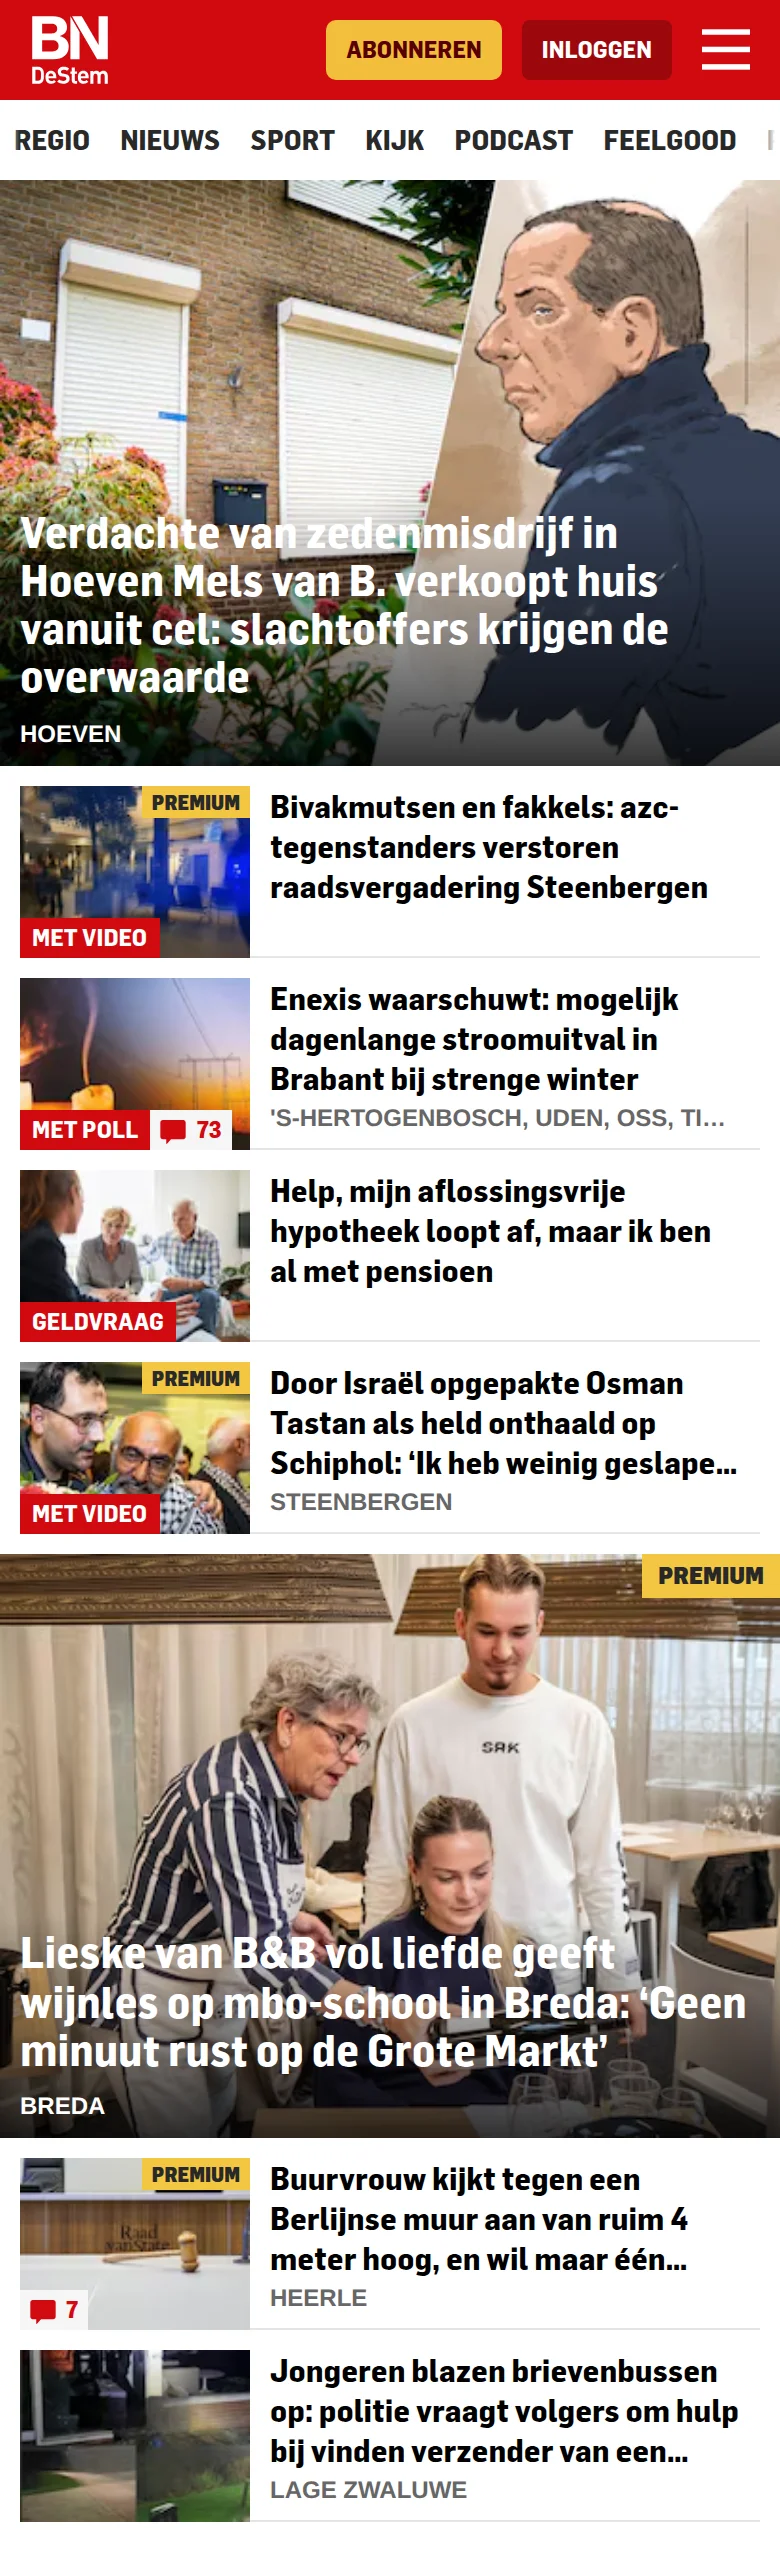 BN
DeStem
ABONNEREN
INLOGGEN
REGIO NIEUWS SPORT KIJK PODCAST FEELGOOD
Verdachte van zedenmisdrijf in
Hoeven Mels van B. verkoopt huis
vanuit cel: slachtoffers krijgen de
overwaarde
HOEVEN
PREMIUM
MET VIDEO
Bivakmutsen en fakkels: azc-
tegenstanders verstoren
raadsvergadering Steenbergen
MET POLL
73
Enexis waarschuwt: mogelijk
dagenlange stroomuitval in
Brabant bij strenge winter
'S-HERTOGENBOSCH, UDEN, OSS, TI…
GELDVRAAG
Help, mijn aflossingsvrije
hypotheek loopt af, maar ik ben
al met pensioen
PREMIUM
MET VIDEO
Door Israël opgepakte Osman
Tastan als held onthaald op
Schiphol: ‘Ik heb weinig geslape…
STEENBERGEN
PREMIUM
SRK
Lieske van B&B vol liefde geeft
wijnles op mbo-school in Breda: ‘Geen
minuut rust op de Grote Markt’
BREDA
PREMIUM
Raad
vanState
7
Buurvrouw kijkt tegen een
Berlijnse muur aan van ruim 4
meter hoog, en wil maar één…
HEERLE
Jongeren blazen brievenbussen
op: politie vraagt volgers om hulp
bij vinden verzender van een…
LAGE ZWALUWE